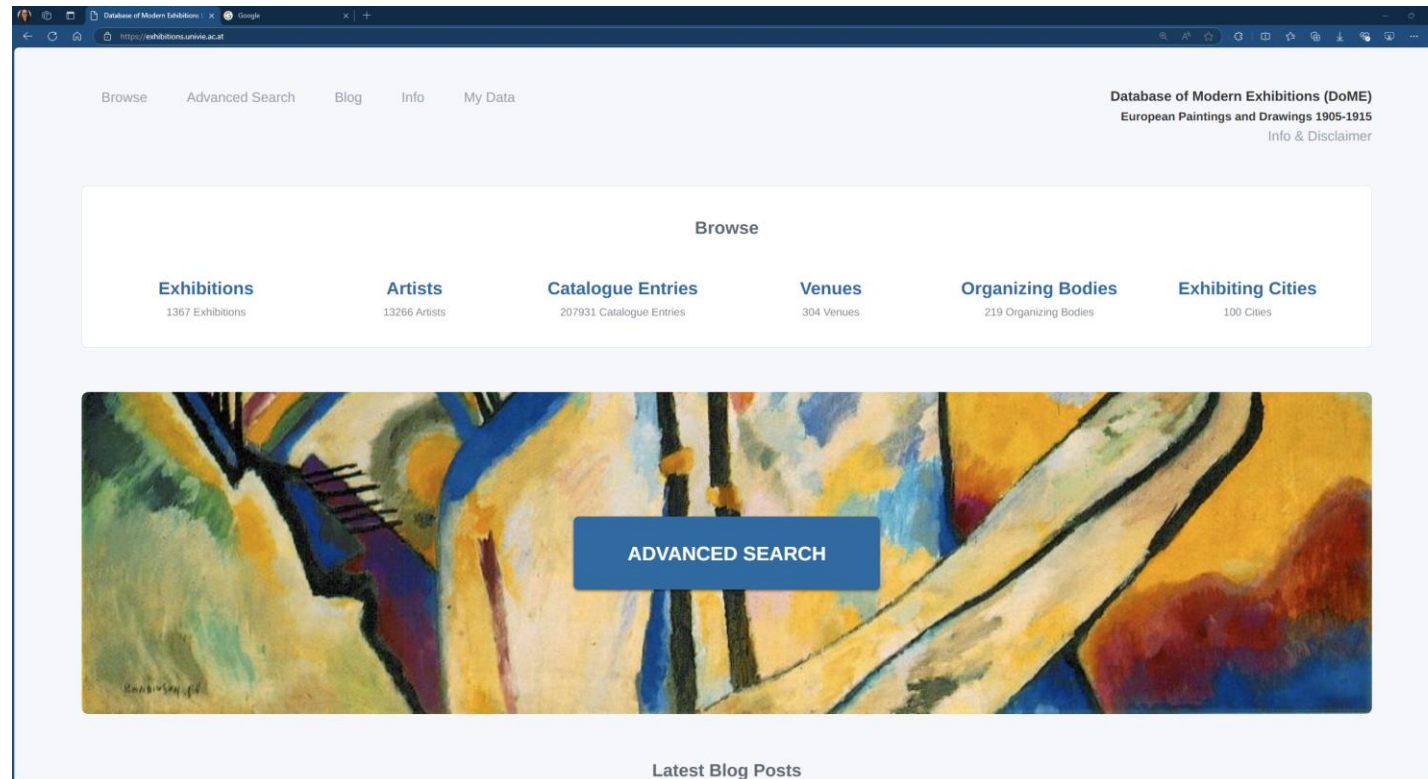 Database of Modern Exhibitions
Google
https://exhibitions.univie.ac.at
Browse Advanced Search Blog Info My Data
Database of Modern Exhibitions (DoME)
European Paintings and Drawings 1905-1915
Info & Disclaimer
Browse
Exhibitions Artists Catalogue Entries Venues Organizing Bodies Exhibiting Cities
1367 Exhibitions 13266 Artists 207931 Catalogue Entries 304 Venues 219 Organizing Bodies 100 Cities
ADVANCED SEARCH
Latest Blog Posts